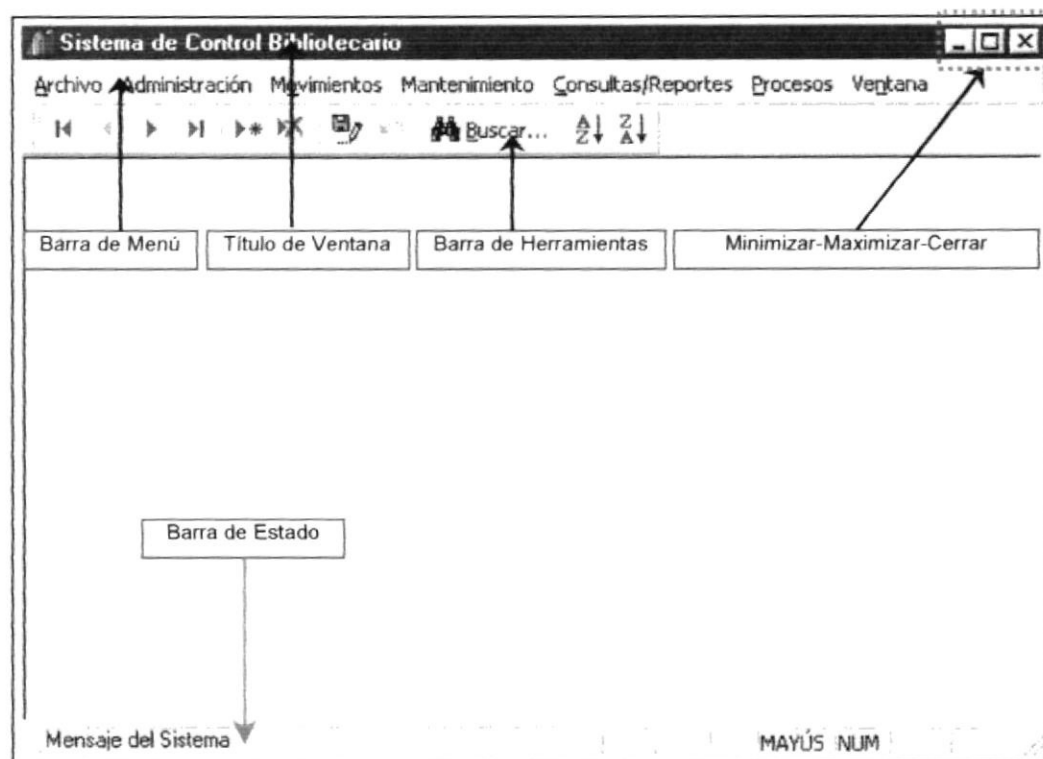 Sistema de Control Bibliotecario
Archivo Administración Movimientos Mantenimiento Consultas/Reportes Procesos Ventana
Buscar... A Z Z A
Barra de Menú Título de Ventana Barra de Herramientas Minimizar-Maximizar-Cerrar
Barra de Estado
Mensaje del Sistema MAYÚS NUM